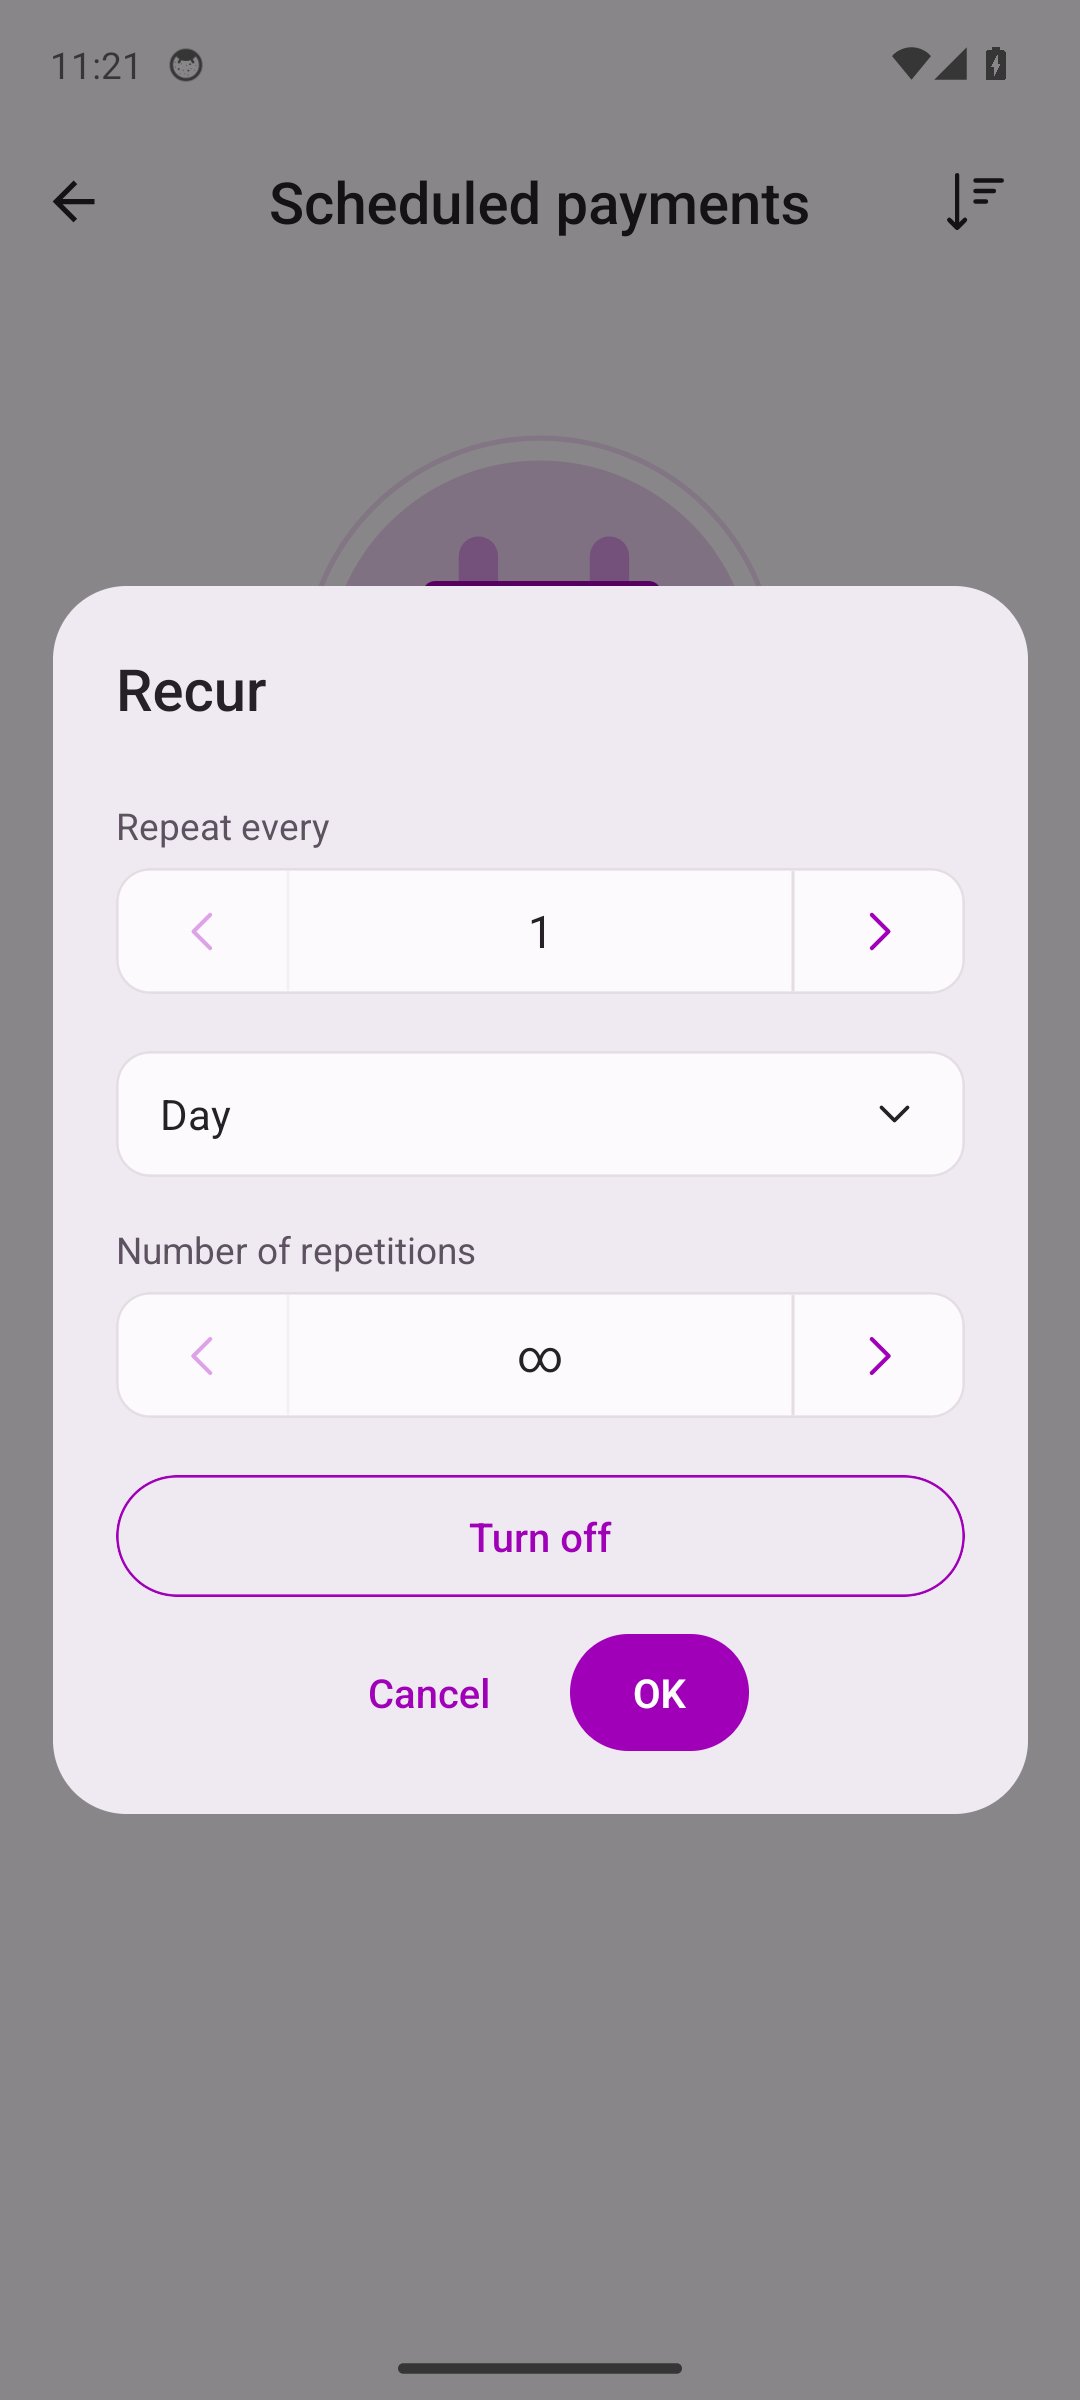 11:21
Scheduled payments
Recur
Repeat every
1
Day
Number of repetitions
∞
Turn off
Cancel
OK